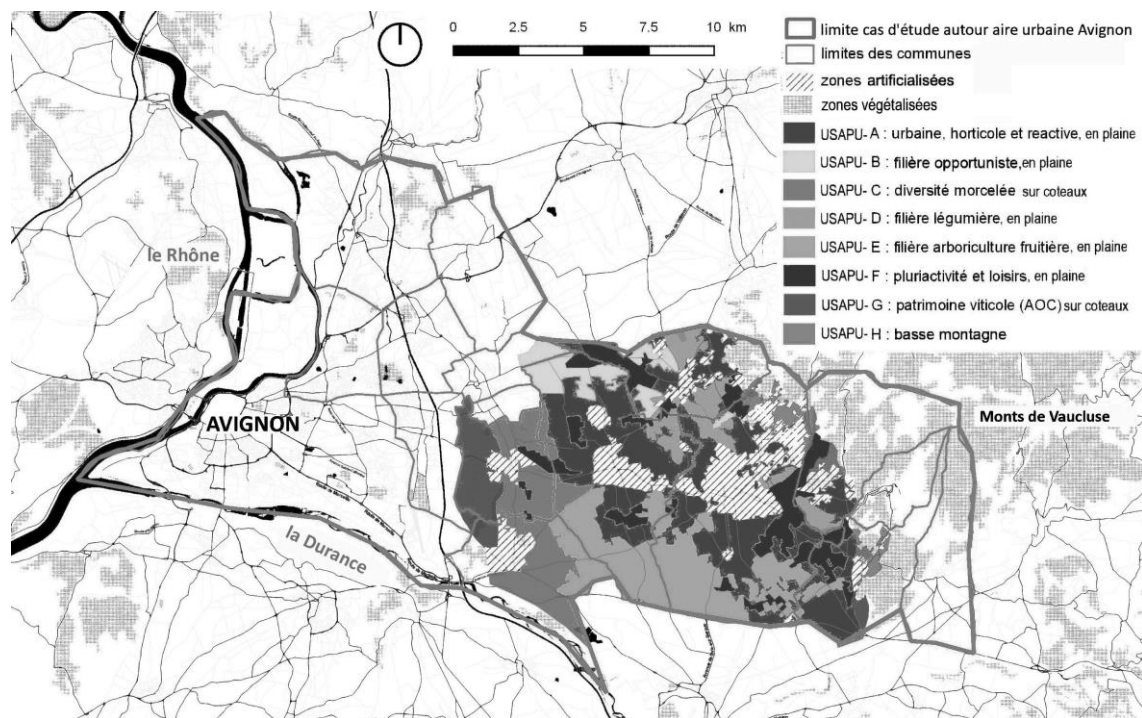 0 2.5 5 7.5 10 km
limite cas d'étude autour aire urbaine Avignon
limites des communes
zones artificialisées
zones végétalisées
USAPU- A : urbaine, horticole et reactive, en plaine
USAPU- B : filière opportuniste, en plaine
USAPU- C : diversité morcelée sur coteaux
USAPU- D : filière légumière, en plaine
USAPU- E : filière arboriculture fruitière, en plaine
USAPU- F : pluriactivité et loisirs, en plaine
USAPU- G : patrimoine viticole (AOC) sur coteaux
USAPU- H : basse montagne
le Rhône
AVIGNON
Monts de Vaucluse
la Durance